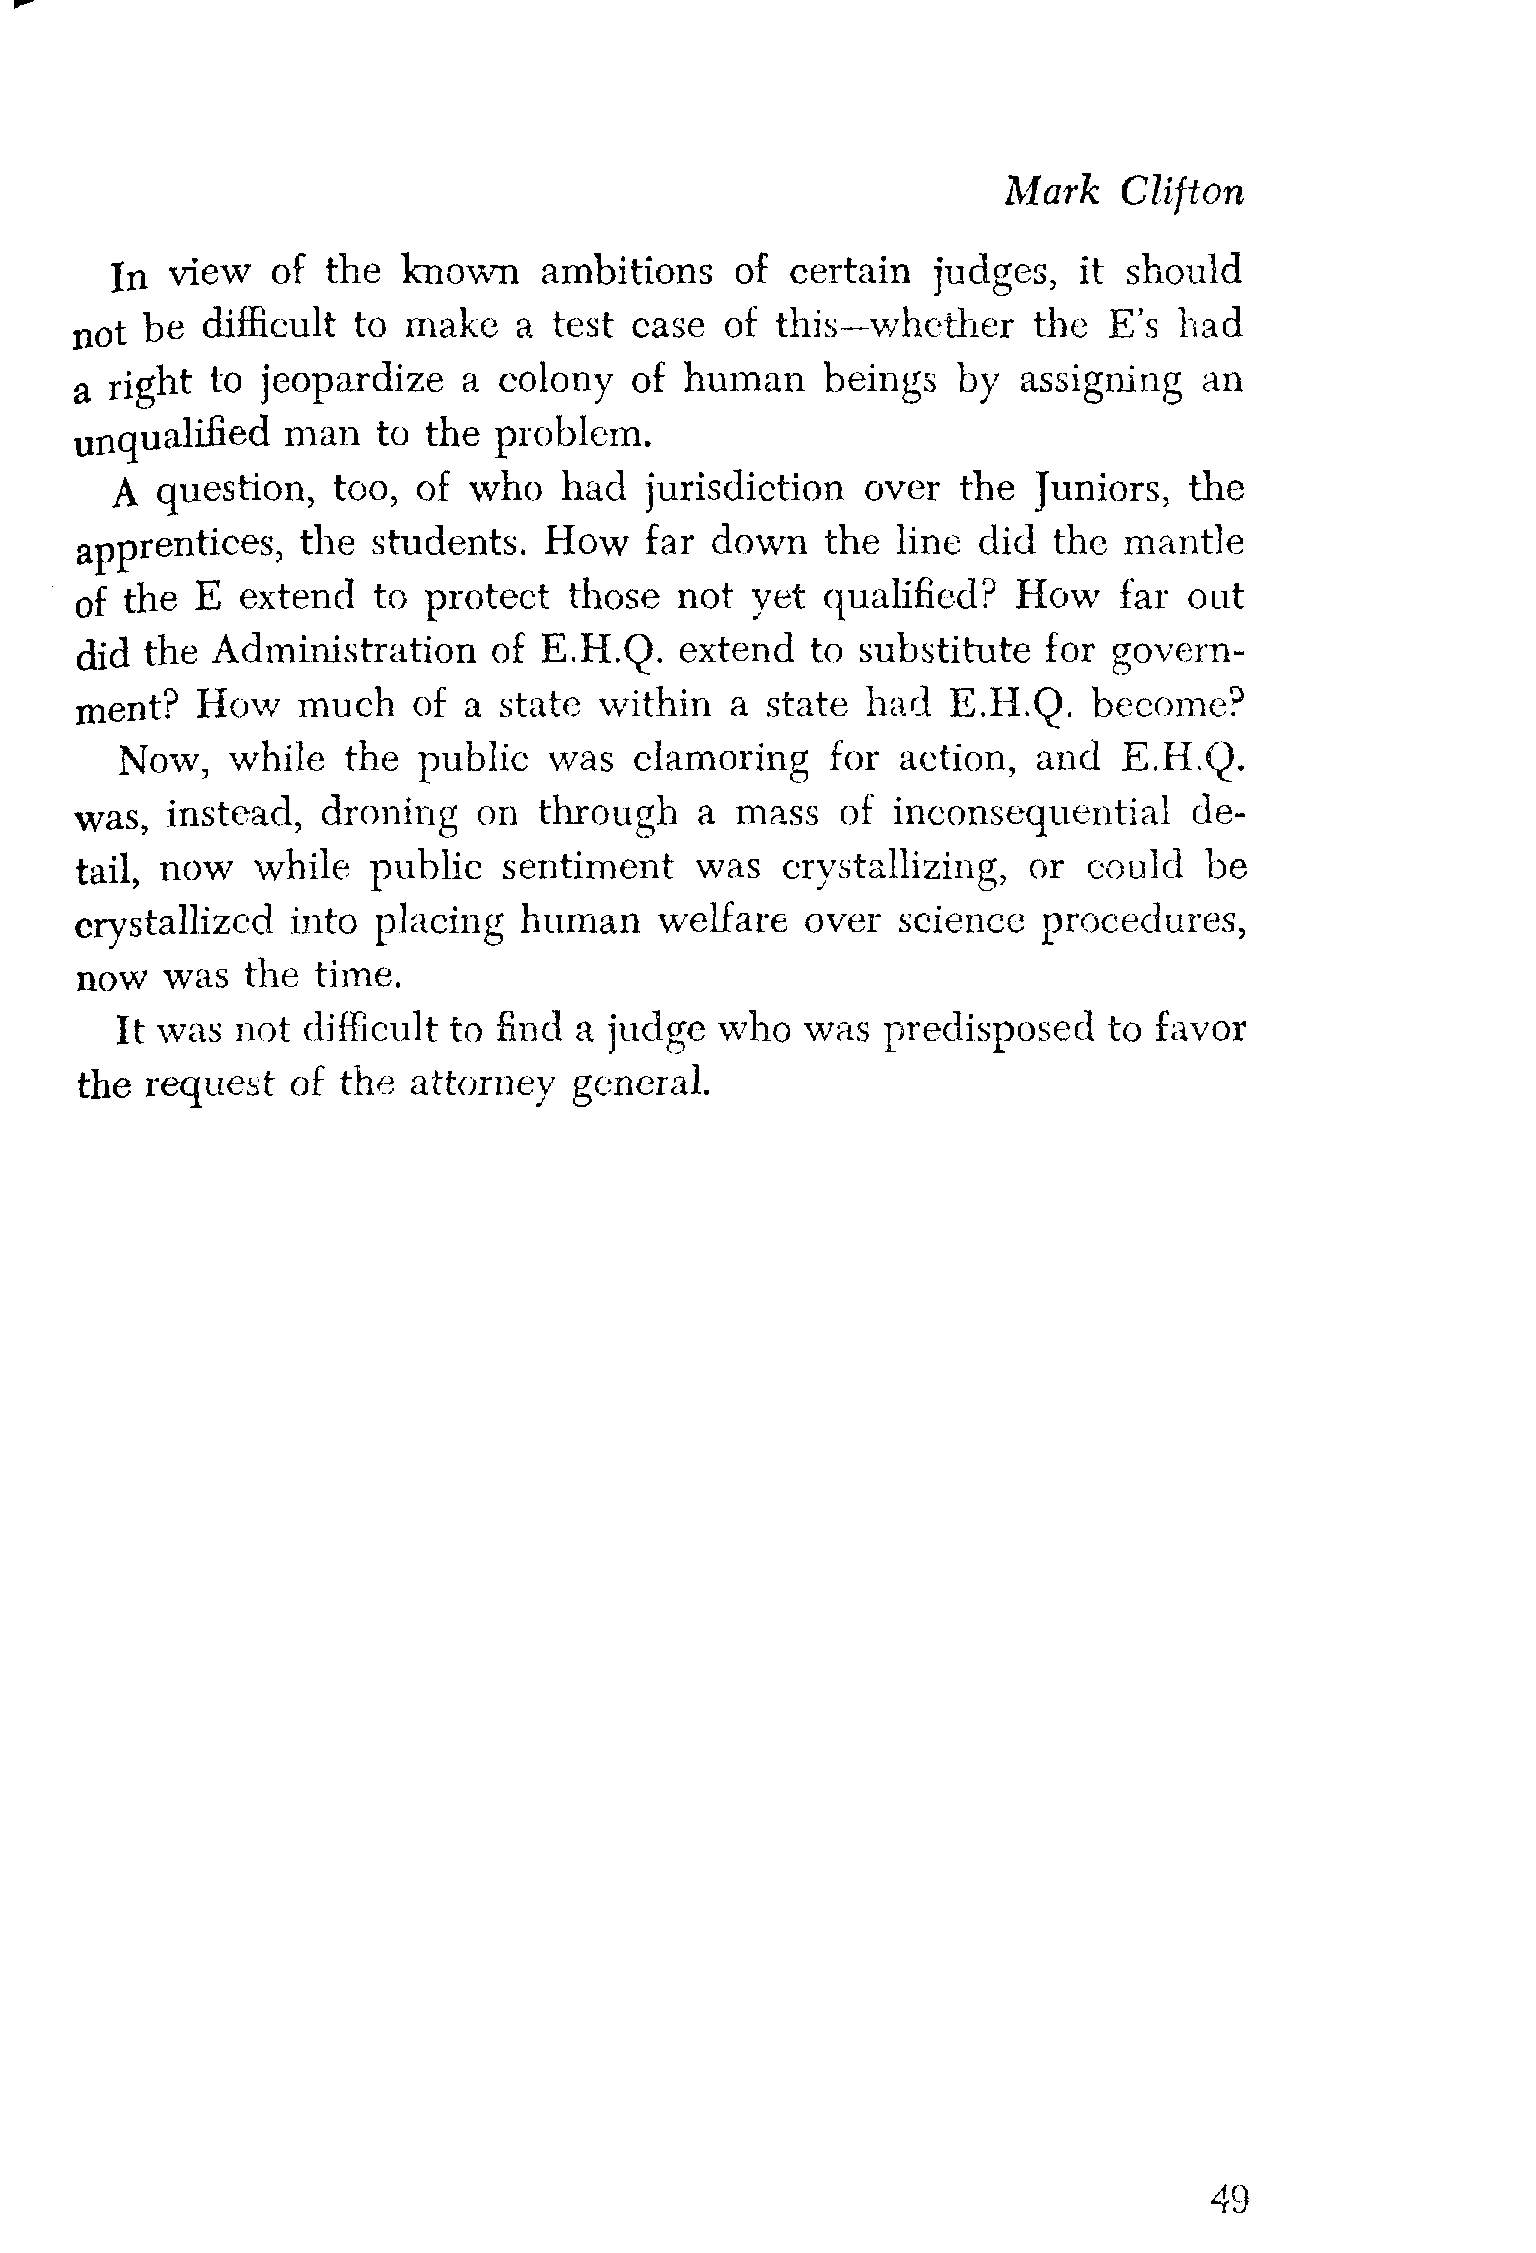 Mark Clifton
In view of the known ambitions of certain judges, it should
not be difficult to make a test case of this—whether the E's had
a right to jeopardize a colony of human beings by assigning an
unqualified man to the problem.
A question, too, of who had jurisdiction over the Juniors, the
apprentices, the students. How far down the line did the mantle
of the E extend to protect those not yet qualified? How far out
did the Administration of E.H.Q. extend to substitute for govern-
ment? How much of a state within a state had E.H.Q. become?
Now, while the public was clamoring for action, and E.H.Q.
was, instead, droning on through a mass of inconsequential de-
tail, now while public sentiment was crystallizing, or could be
crystallized into placing human welfare over science procedures,
now was the time.
It was not difficult to find a judge who was predisposed to favor
the request of the attorney general.
49